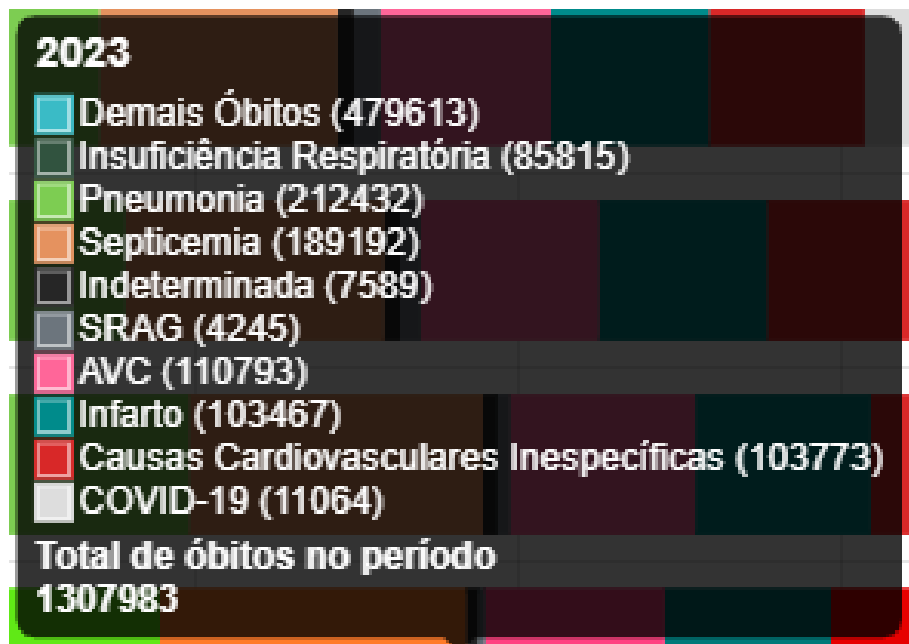 2023
Demais Óbitos (479613)
Insuficiência Respiratória (85815)
Pneumonia (212432)
Septicemia (189192)
Indeterminada (7589)
SRAG (4245)
AVC (110793)
Infarto (103467)
Causas Cardiovasculares Inespecíficas (103773)
COVID-19 (11064)
Total de óbitos no período
1307983